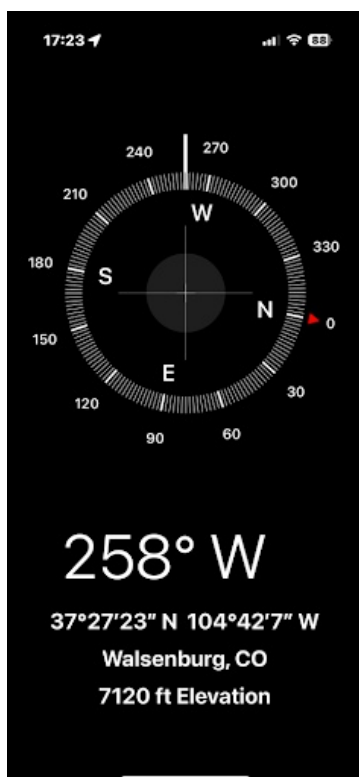 17:23 88
240 270
210 300
W
180 S 330
N 0
150 E 30
120 60
90
258° W
37°27'23" N 104°42'7" W
Walsenburg, CO
7120 ft Elevation